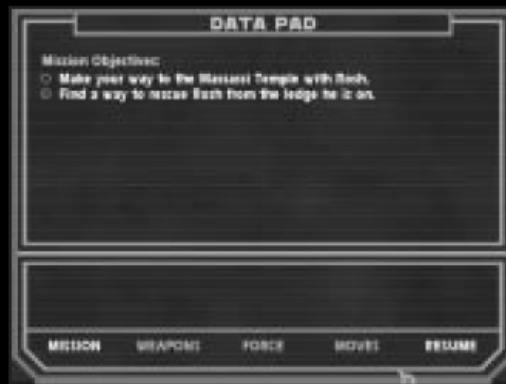 DATA PAD
Mission Objectives:
Make your way to the Massassi Temple with Rosh.
Find a way to rescue Rosh from the ledge he is on.
MISSION WEAPONS FORCE MOVES RESUME